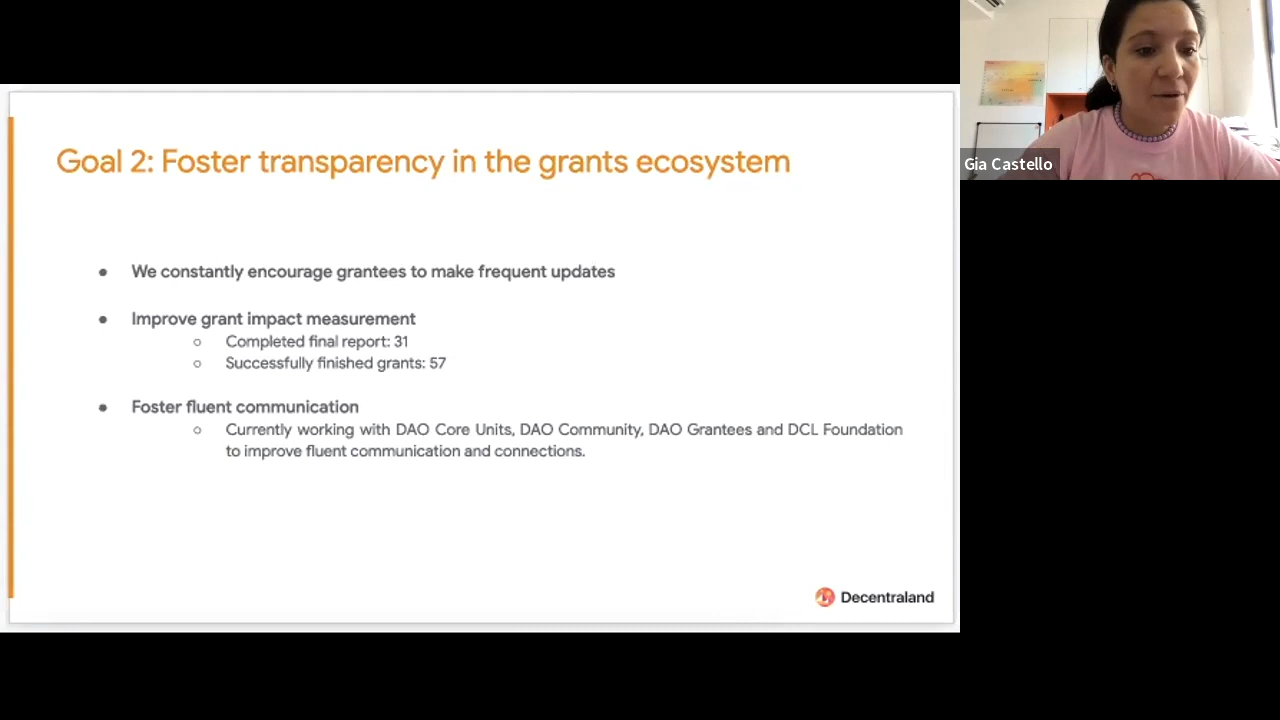 Goal 2: Foster transparency in the grants ecosystem
● We constantly encourage grantees to make frequent updates
● Improve grant impact measurement
○ Completed final report: 31
○ Successfully finished grants: 57
● Foster fluent communication
○ Currently working with DAO Core Units, DAO Community, DAO Grantees and DCL Foundation
to improve fluent communication and connections.
Decentraland
Gia Castello